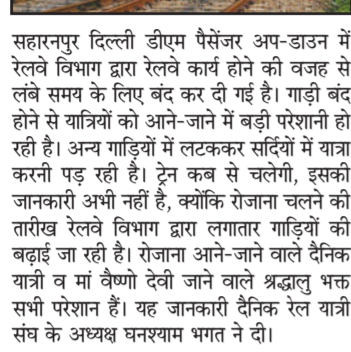 सहारनपुर दिल्ली डीएम पैसेंजर अप-डाउन में
रेलवे विभाग द्वारा रेलवे कार्य होने की वजह से
लंबे समय के लिए बंद कर दी गई है। गाड़ी बंद
होने से यात्रियों को आने-जाने में बड़ी परेशानी हो
रही है। अन्य गाड़ियों में लटककर सर्दियों में यात्रा
करनी पड़ रही है। ट्रेन कब से चलेगी, इसकी
जानकारी अभी नहीं है, क्योंकि रोजाना चलने की
तारीख रेलवे विभाग द्वारा लगातार गाड़ियों की
बढ़ाई जा रही है। रोजाना आने-जाने वाले दैनिक
यात्री व मां वैष्णो देवी जाने वाले श्रद्धालु भक्त
सभी परेशान हैं। यह जानकारी दैनिक रेल यात्री
संघ के अध्यक्ष घनश्याम भगत ने दी।